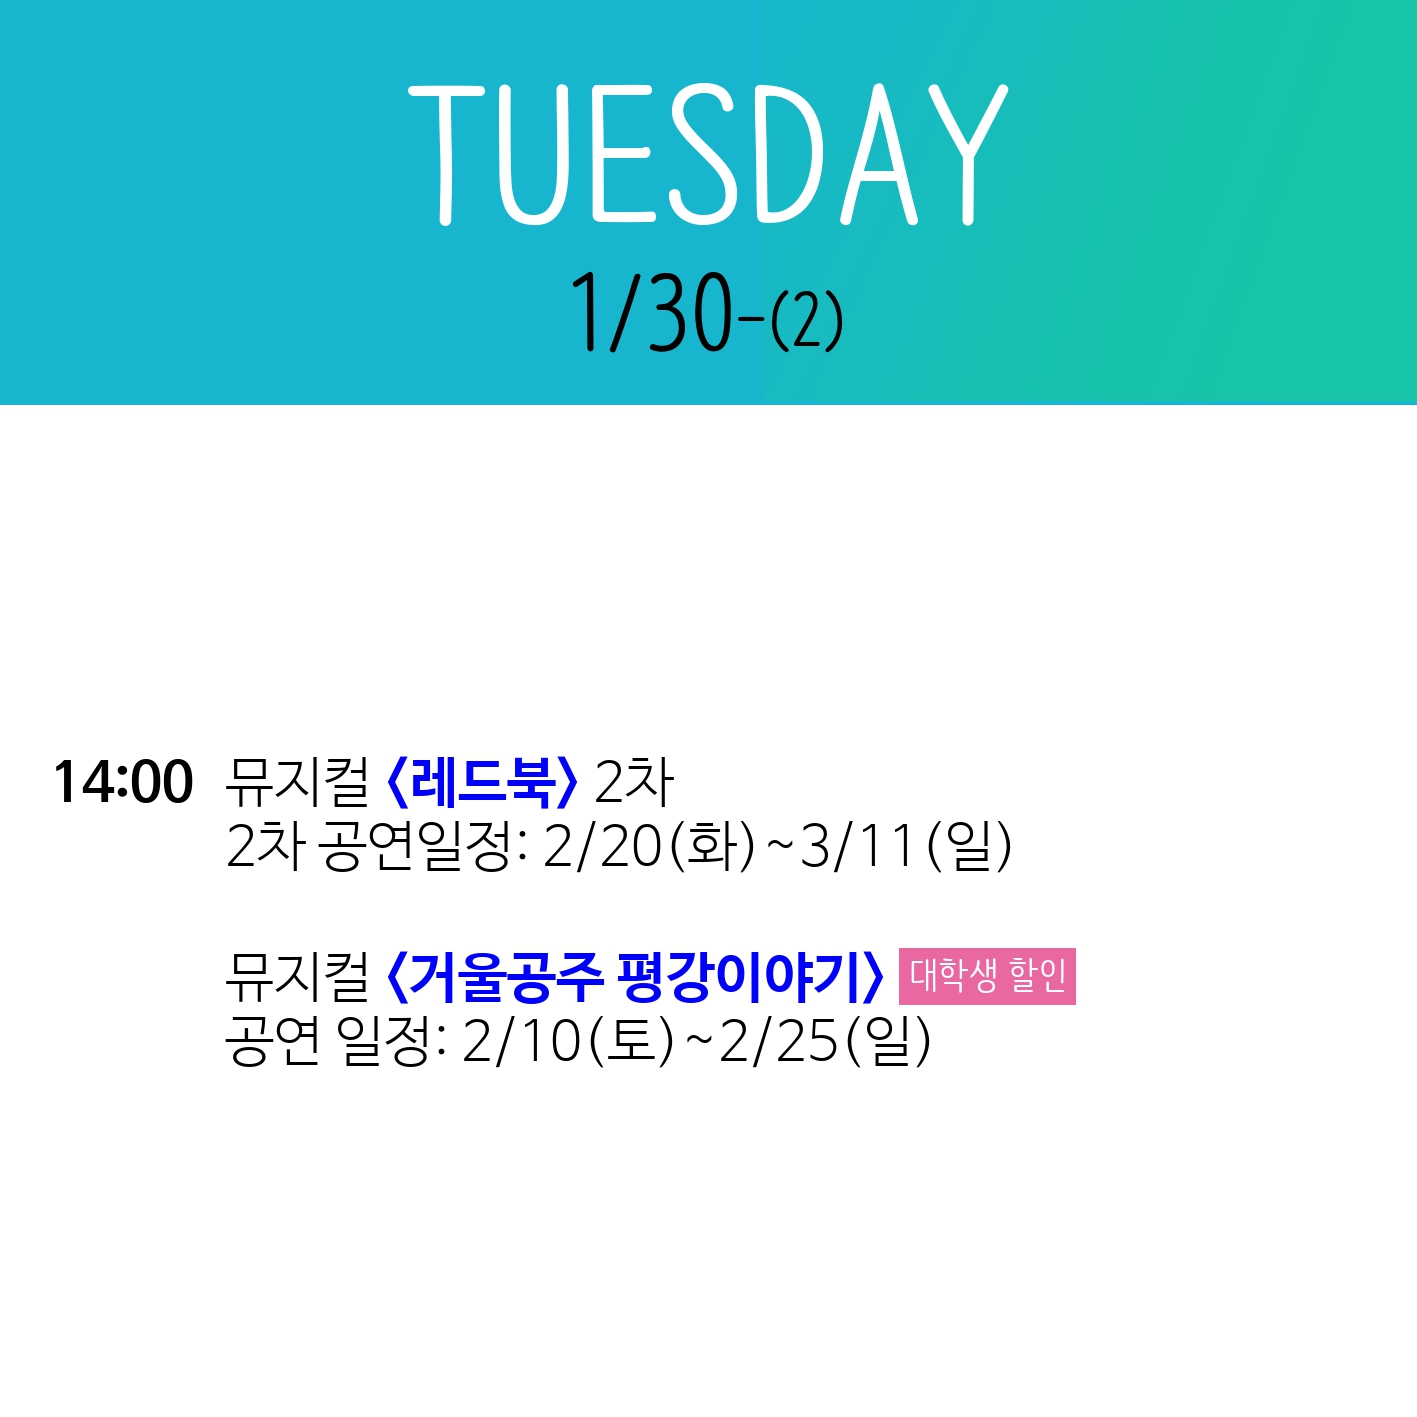 TUESDAY
1/30-(2)
14:00 뮤지컬 <레드북> 2차
2차 공연일정: 2/20(화)~3/11(일)
뮤지컬 <거울공주 평강이야기> 대학생 할인
공연 일정: 2/10(토)~2/25(일)